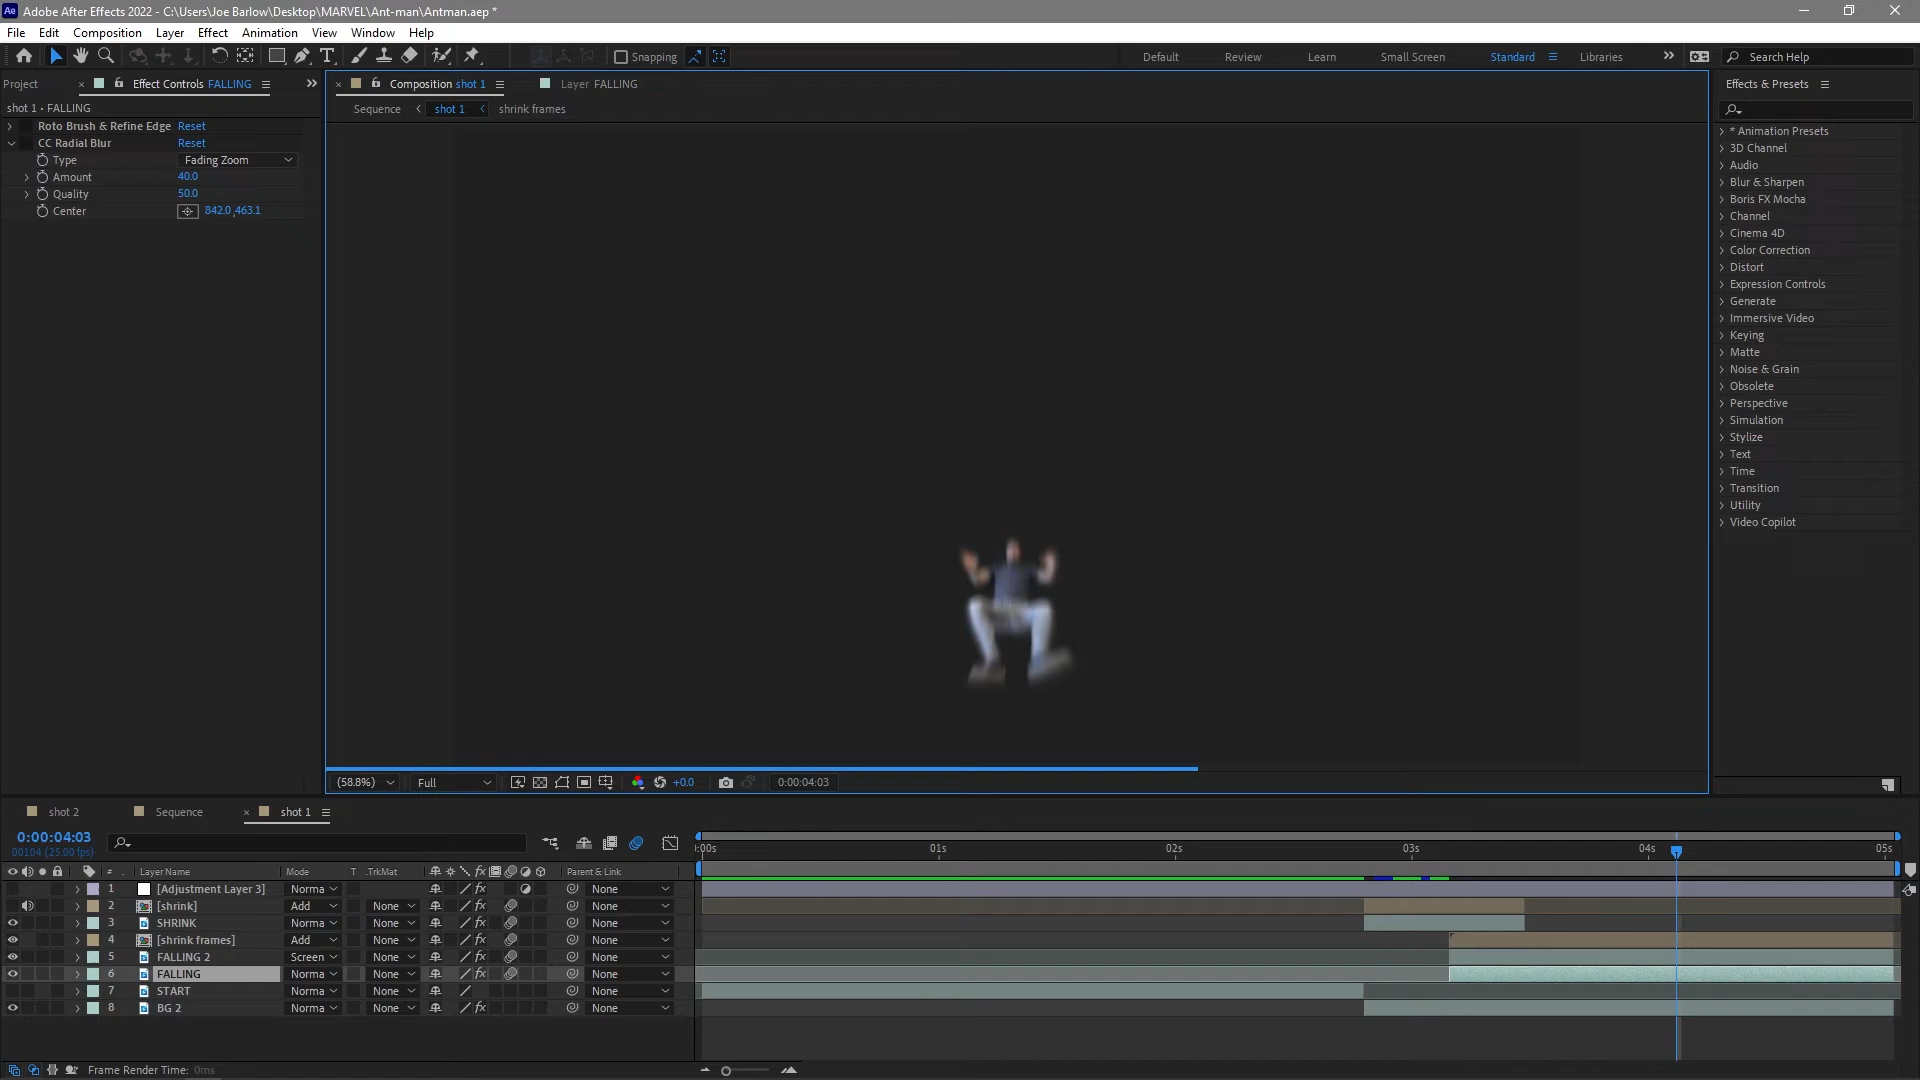 Ae Adobe After Effects 2022 - C:\Users\Joe Barlow\Desktop\MARVEL\Ant-man\Antman.aep *
File Edit Composition Layer Effect Animation View Window Help
Snapping Default Review Learn Small Screen Standard Libraries Search Help
Project Effect Controls FALLING
Composition shot 1 Layer FALLING
Effects & Presets
shot 1 • FALLING
Sequence shot 1 shrink frames
Roto Brush & Refine Edge Reset
CC Radial Blur Reset
Type Fading Zoom
Amount 40.0
Quality 50.0
Center 842.0,463.1
* Animation Presets
3D Channel
Audio
Blur & Sharpen
Boris FX Mocha
Channel
Cinema 4D
Color Correction
Distort
Expression Controls
Generate
Immersive Video
Keying
Matte
Noise & Grain
Obsolete
Perspective
Simulation
Stylize
Text
Time
Transition
Utility
Video Copilot
(58.8%) Full +0.0 0:00:04:03
shot 2 Sequence shot 1
0:00:04:03
00104 (25.00 fps)
:00s 01s 02s 03s 04s 05s
# Layer Name Mode T .TrkMat Parent & Link
1 [Adjustment Layer 3] Norma None
2 [shrink] Add None None
3 SHRINK Norma None None
4 [shrink frames] Add None None
5 FALLING 2 Screen None None
6 FALLING Norma None None
7 START Norma None None
8 BG 2 Norma None None
Frame Render Time: 0ms